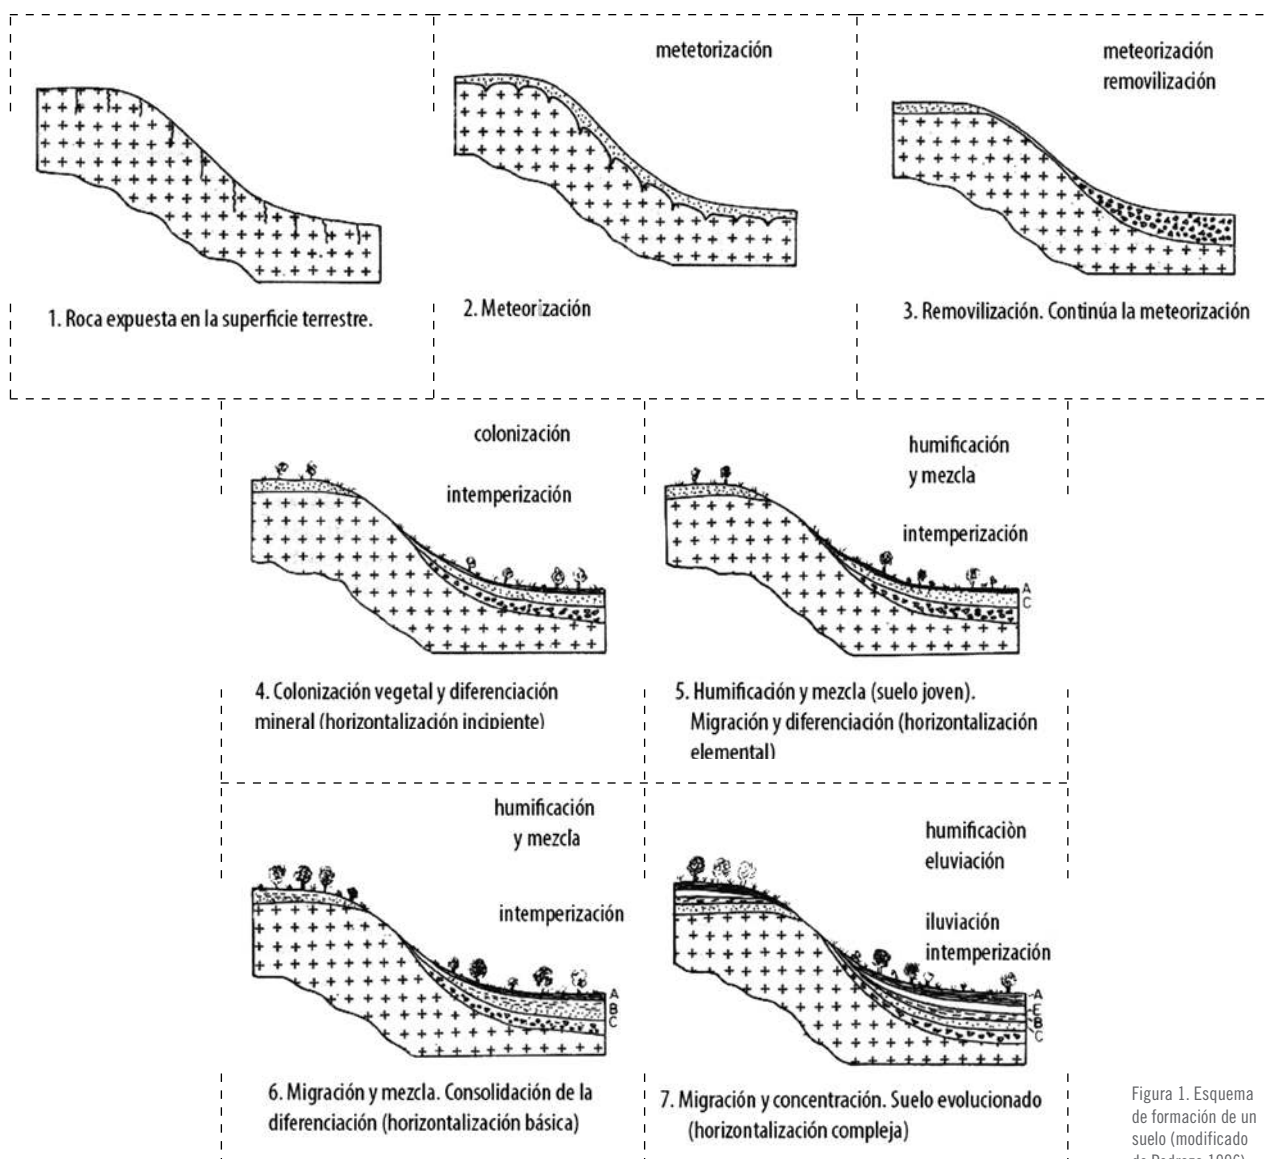 metetorización
meteorización
removilización
1. Roca expuesta en la superficie terrestre.
2. Meteorización
3. Removilización. Continúa la meteorización
colonización
intemperización
4. Colonización vegetal y diferenciación
mineral (horizontalización incipiente)
humificación
y mezcla
intemperización
A
C
5. Humificación y mezcla (suelo joven).
Migración y diferenciación (horizontalización
elemental)
humificación
y mezcla
intemperización
A
B
C
6. Migración y mezcla. Consolidación de la
diferenciación (horizontalización básica)
humificaciòn
eluviación
iluviación
intemperización
A
E
B
C
7. Migración y concentración. Suelo evolucionado
(horizontalización compleja)
Figura 1. Esquema
de formación de un
suelo (modificado
de Pedraza 1996)